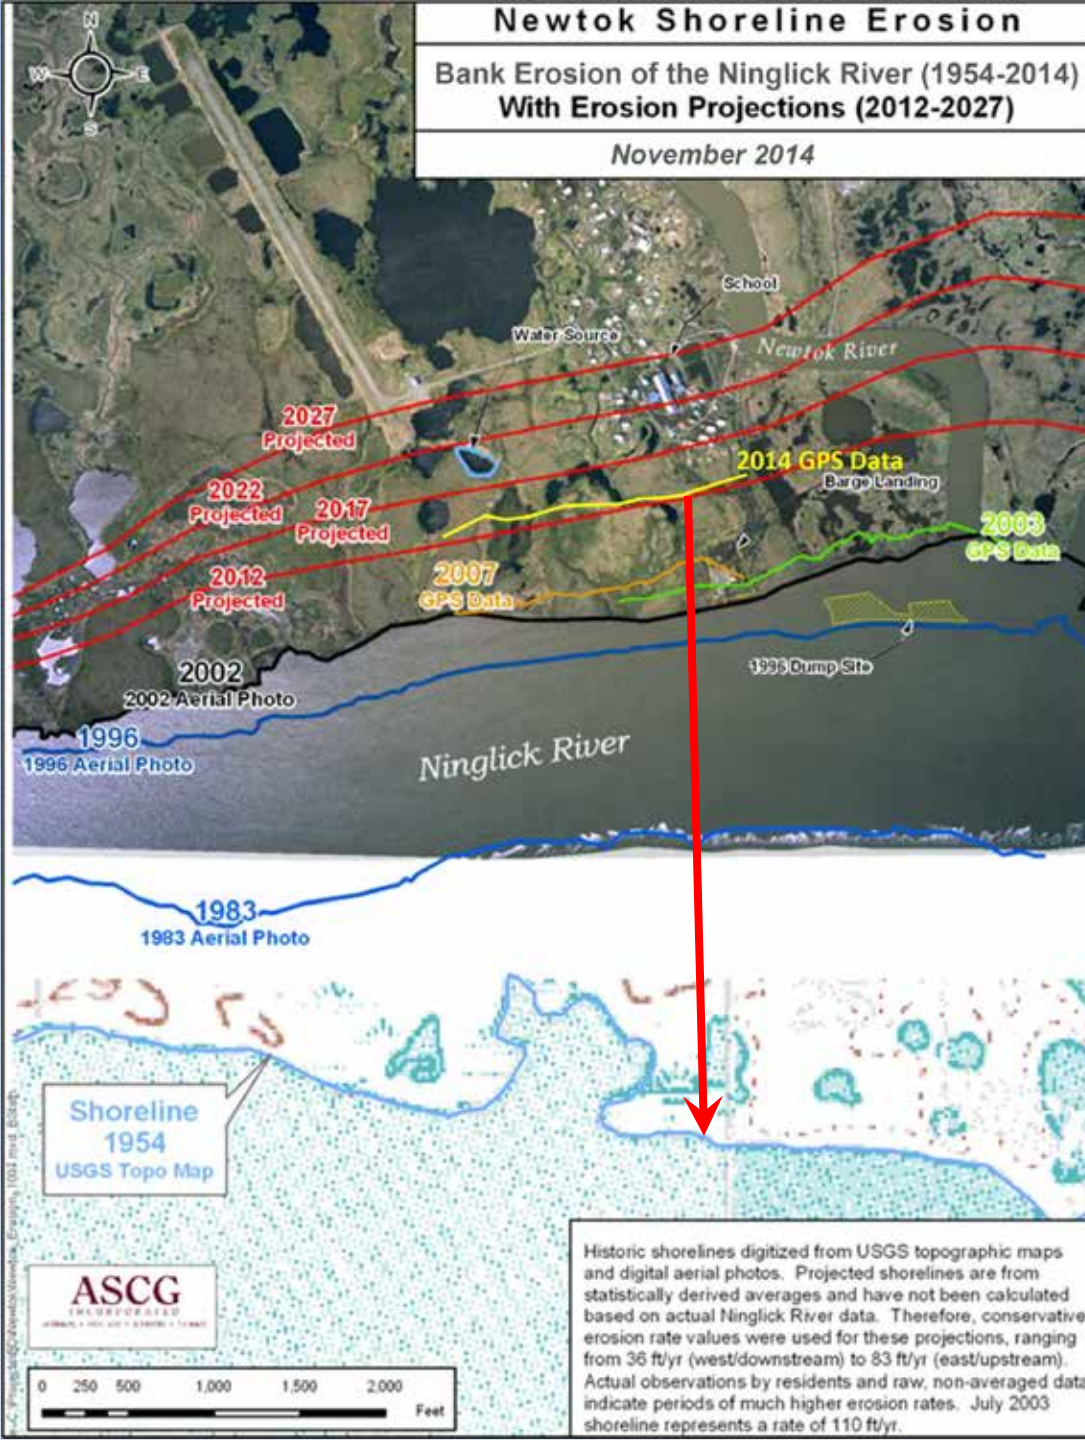 Newtok Shoreline Erosion
Bank Erosion of the Ninglick River (1954-2014)
With Erosion Projections (2012-2027)
November 2014
N
W
E
S
School
Water Source
Newtok River
2027
Projected
2022
Projected
2017
Projected
2012
Projected
2014 GPS Data
Barge Landing
2003
GPS Data
2007
GPS Data
2002
2002 Aerial Photo
1996 Dump Site
1996
1996 Aerial Photo
Ninglick River
1983
1983 Aerial Photo
Shoreline
1954
USGS Topo Map
ASCG
INCORPORATED
Historic shorelines digitized from USGS topographic maps
and digital aerial photos. Projected shorelines are from
statistically derived averages and have not been calculated
based on actual Ninglick River data. Therefore, conservative
erosion rate values were used for these projections, ranging
from 36 ft/yr (west/downstream) to 83 ft/yr (east/upstream).
Actual observations by residents and raw, non-averaged data
indicate periods of much higher erosion rates. July 2003
shoreline represents a rate of 110 ft/yr.
0 250 500 1,000 1,500 2,000
Feet